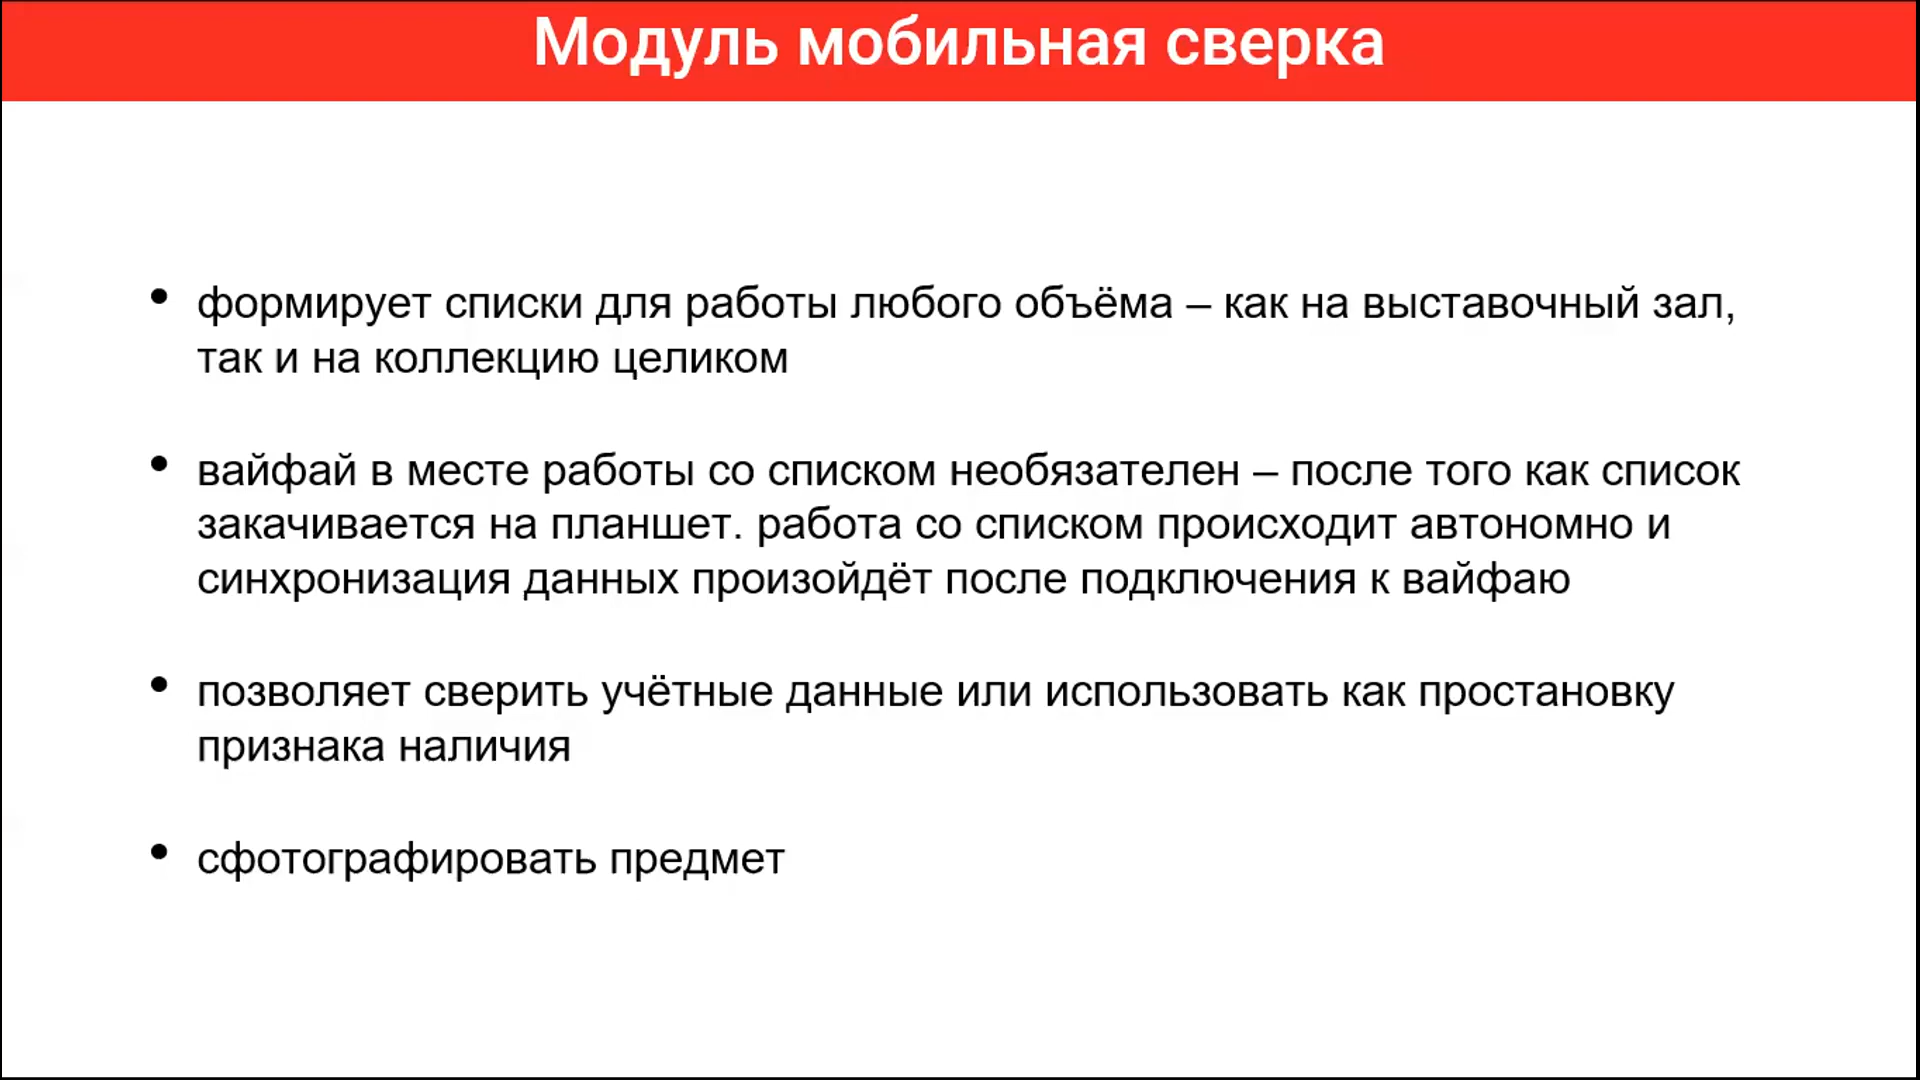 Модуль мобильная сверка
• формирует списки для работы любого объёма – как на выставочный зал,
так и на коллекцию целиком
• вайфай в месте работы со списком необязателен – после того как список
закачивается на планшет. работа со списком происходит автономно и
синхронизация данных произойдёт после подключения к вайфаю
• позволяет сверить учётные данные или использовать как простановку
признака наличия
• сфотографировать предмет